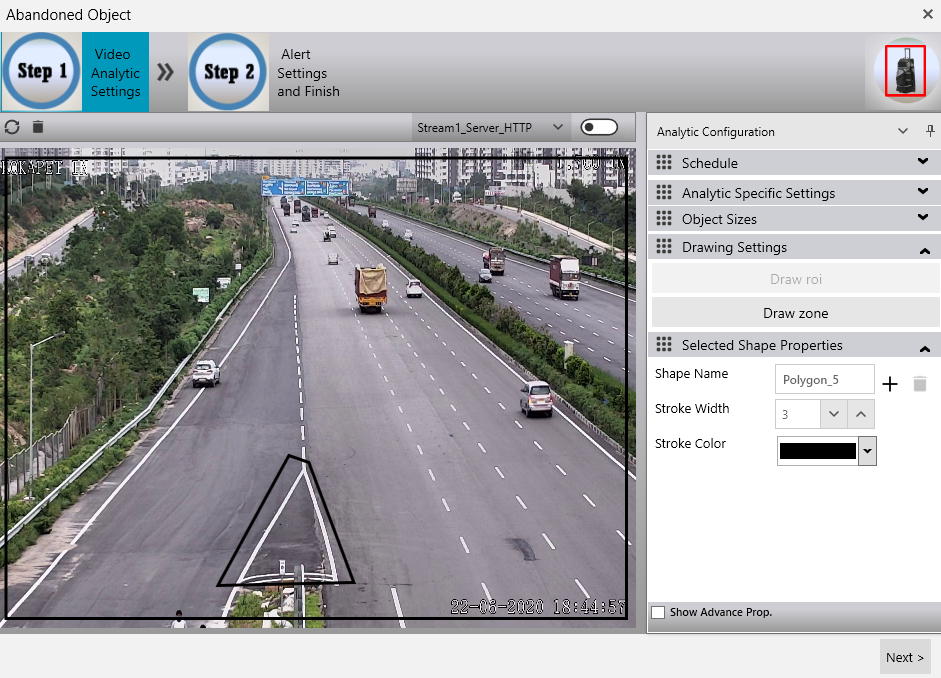 Abandoned Object
Step 1
Video
Analytic
Settings
Step 2
Alert
Settings
and Finish
Stream1_Server_HTTP
Analytic Configuration
Schedule
Analytic Specific Settings
Object Sizes
Drawing Settings
Draw roi
Draw zone
Selected Shape Properties
Shape Name
Polygon_5
Stroke Width
3
Stroke Color
22-06-2020 18:44:57
Show Advance Prop.
Next >